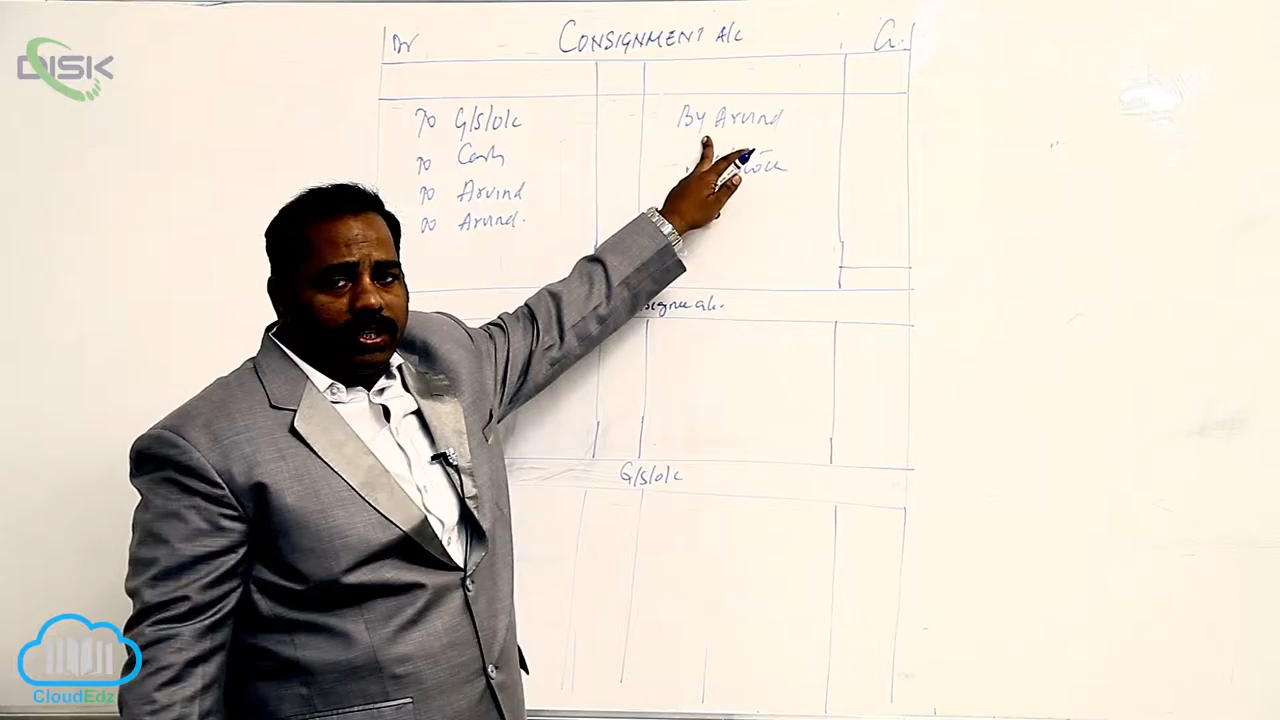 DISK
Dr CONSIGNMENT A/c Cr.
To G/S/O/C By Arvind
To Cash
To Arvind
To Arvind.
G/S/O/C
CloudEdz